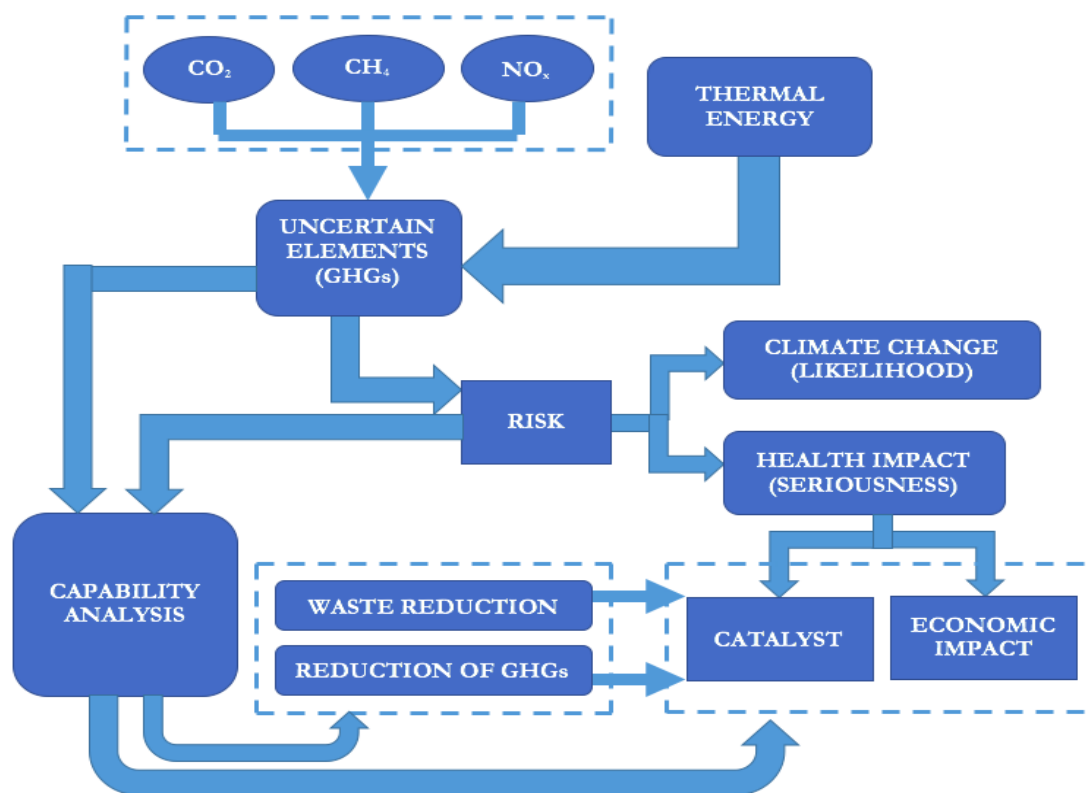 CO₂
CH₄
NOₓ
THERMAL
ENERGY
UNCERTAIN
ELEMENTS
(GHGs)
CLIMATE CHANGE
(LIKELIHOOD)
RISK
HEALTH IMPACT
(SERIOUSNESS)
CAPABILITY
ANALYSIS
WASTE REDUCTION
REDUCTION OF GHGs
CATALYST
ECONOMIC
IMPACT